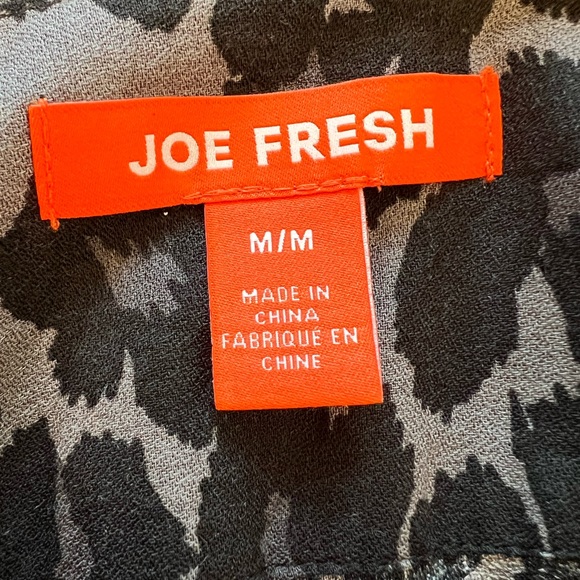 JOE FRESH
M/M
MADE IN
CHINA
FABRIQUÉ EN
CHINE